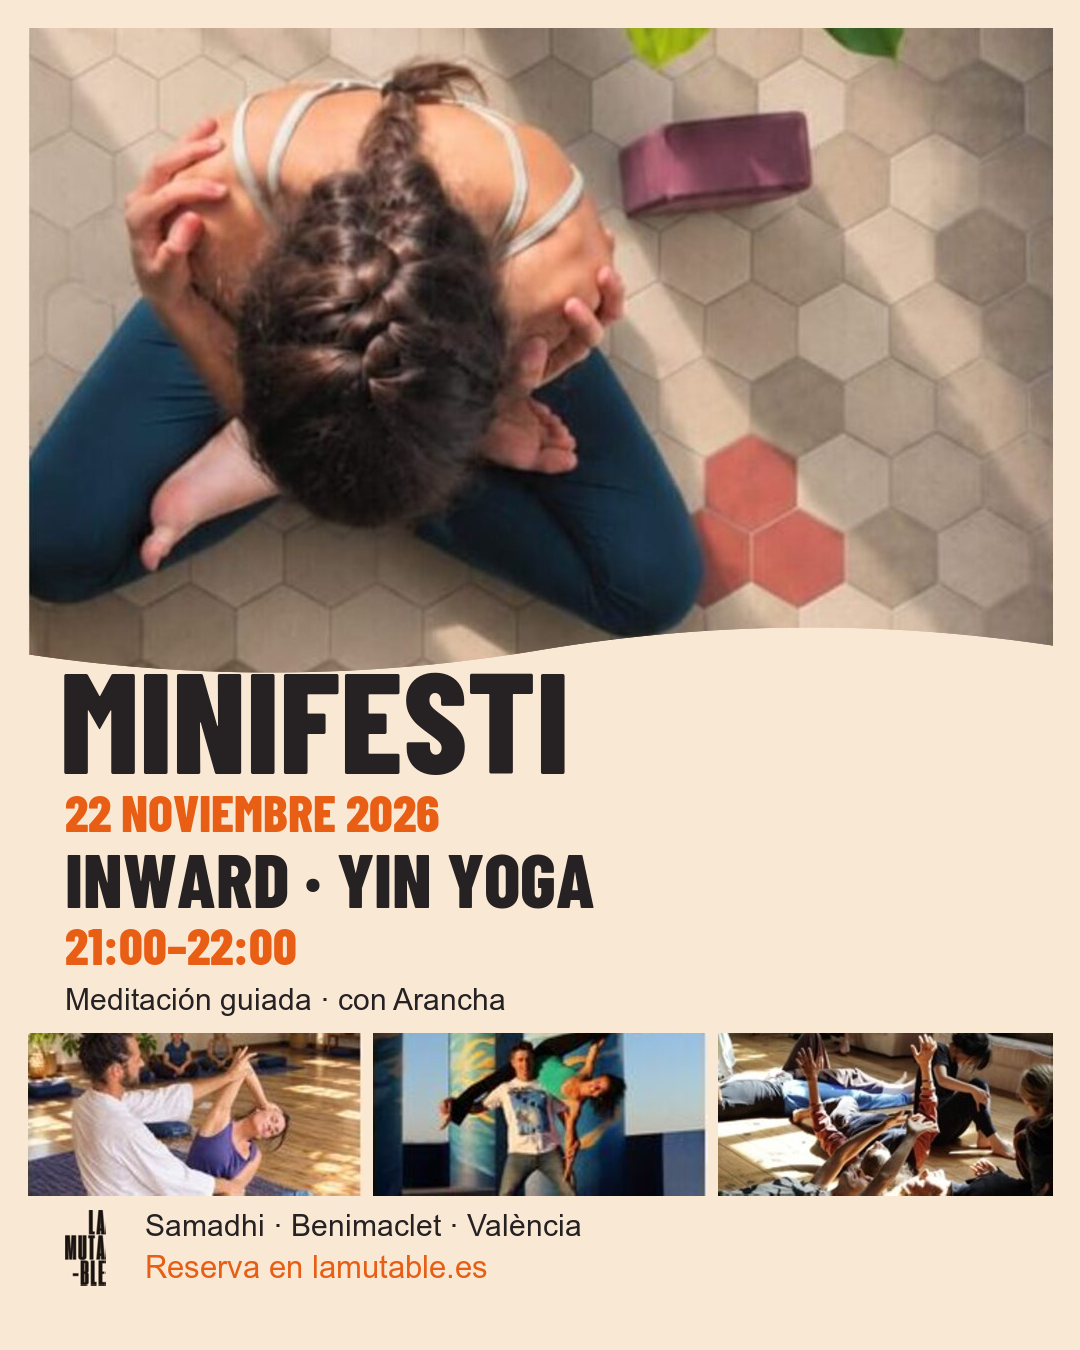 MINIFESTI
22 NOVIEMBRE 2026
INWARD · YIN YOGA
21:00–22:00
Meditación guiada · con Arancha
LA
MUTA
-BLE
Samadhi · Benimaclet · València
Reserva en lamutable.es